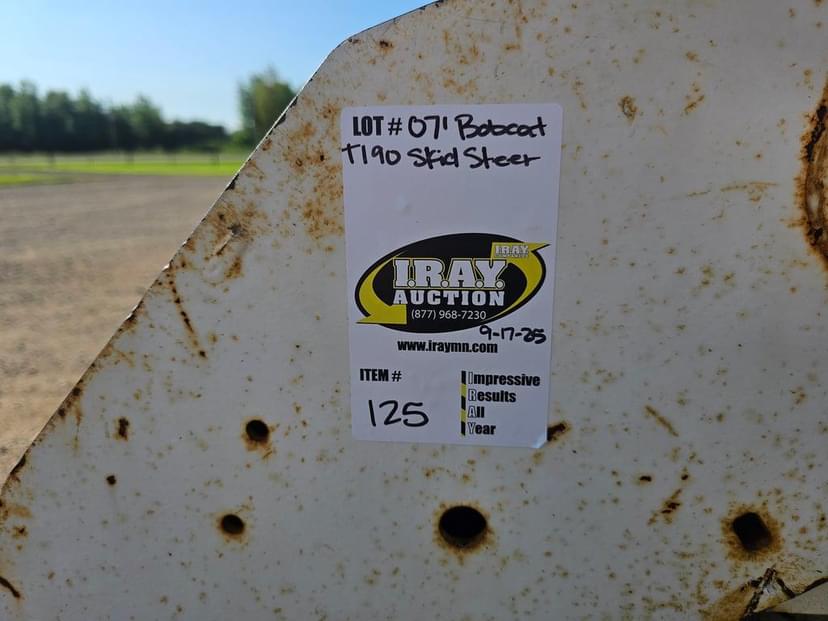 LOT # 07' Bobcat
T190 Skid Steer
I.R.A.Y.
COMPANIES
I.R.A.Y.
AUCTION
(877) 968-7230
9-17-25
www.iraymn.com
ITEM #
125
Impressive
Results
All
Year